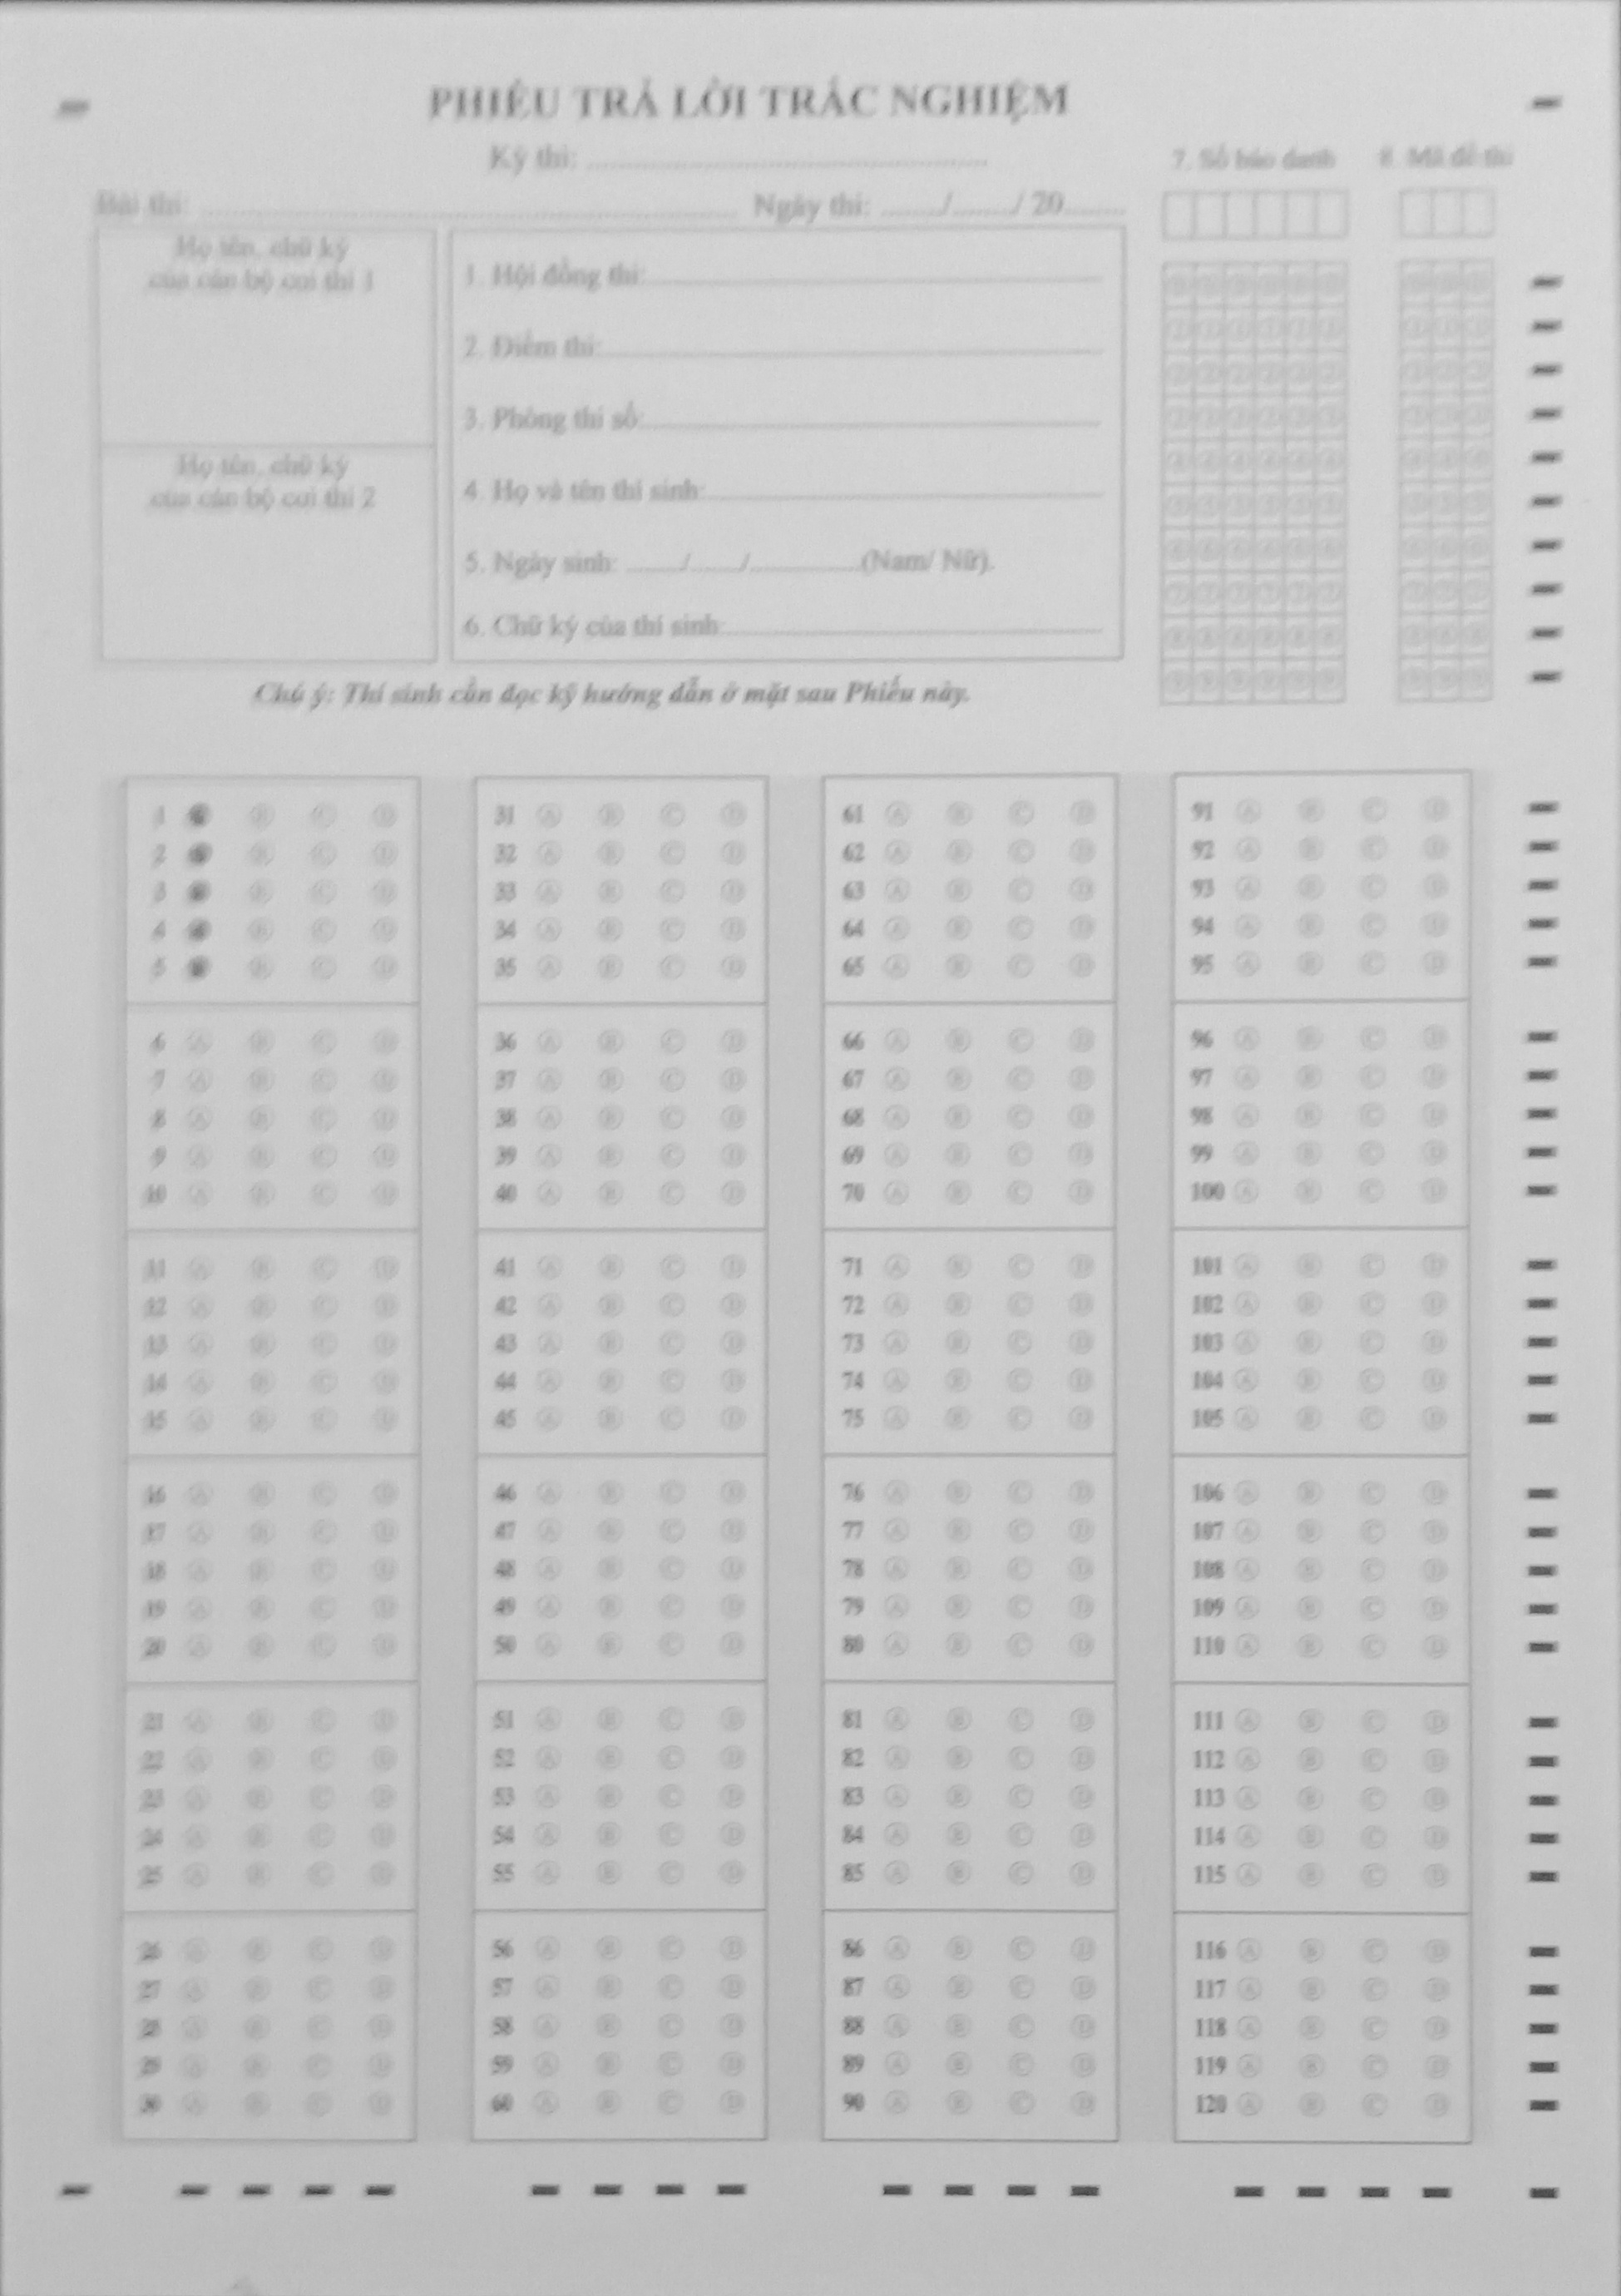 PHIẾU TRẢ LỜI TRẮC NGHIỆM
Kỳ thi: ........................................
Bài thi: ........................................ Ngày thi: ......../......../ 20........
7. Số báo danh
8. Mã đề thi
Họ tên, chữ ký
của cán bộ coi thi 1
Họ tên, chữ ký
của cán bộ coi thi 2
1. Hội đồng thi:
2. Điểm thi:
3. Phòng thi số:
4. Họ và tên thí sinh:
5. Ngày sinh: ......../......../................(Nam/ Nữ).
6. Chữ ký của thí sinh:
Chú ý: Thí sinh cần đọc kỹ hướng dẫn ở mặt sau Phiếu này.
1 B C D
2 B C D
3 B C D
4 B C D
5 B C D
6 A B C D
7 A B C D
8 A B C D
9 A B C D
10 A B C D
11 A B C D
12 A B C D
13 A B C D
14 A B C D
15 A B C D
16 A B C D
17 A B C D
18 A B C D
19 A B C D
20 A B C D
21 A B C D
22 A B C D
23 A B C D
24 A B C D
25 A B C D
26 A B C D
27 A B C D
28 A B C D
29 A B C D
30 A B C D
31 A B C D
32 A B C D
33 A B C D
34 A B C D
35 A B C D
36 A B C D
37 A B C D
38 A B C D
39 A B C D
40 A B C D
41 A B C D
42 A B C D
43 A B C D
44 A B C D
45 A B C D
46 A B C D
47 A B C D
48 A B C D
49 A B C D
50 A B C D
51 A B C D
52 A B C D
53 A B C D
54 A B C D
55 A B C D
56 A B C D
57 A B C D
58 A B C D
59 A B C D
60 A B C D
61 A B C D
62 A B C D
63 A B C D
64 A B C D
65 A B C D
66 A B C D
67 A B C D
68 A B C D
69 A B C D
70 A B C D
71 A B C D
72 A B C D
73 A B C D
74 A B C D
75 A B C D
76 A B C D
77 A B C D
78 A B C D
79 A B C D
80 A B C D
81 A B C D
82 A B C D
83 A B C D
84 A B C D
85 A B C D
86 A B C D
87 A B C D
88 A B C D
89 A B C D
90 A B C D
91 A B C D
92 A B C D
93 A B C D
94 A B C D
95 A B C D
96 A B C D
97 A B C D
98 A B C D
99 A B C D
100 A B C D
101 A B C D
102 A B C D
103 A B C D
104 A B C D
105 A B C D
106 A B C D
107 A B C D
108 A B C D
109 A B C D
110 A B C D
111 A B C D
112 A B C D
113 A B C D
114 A B C D
115 A B C D
116 A B C D
117 A B C D
118 A B C D
119 A B C D
120 A B C D